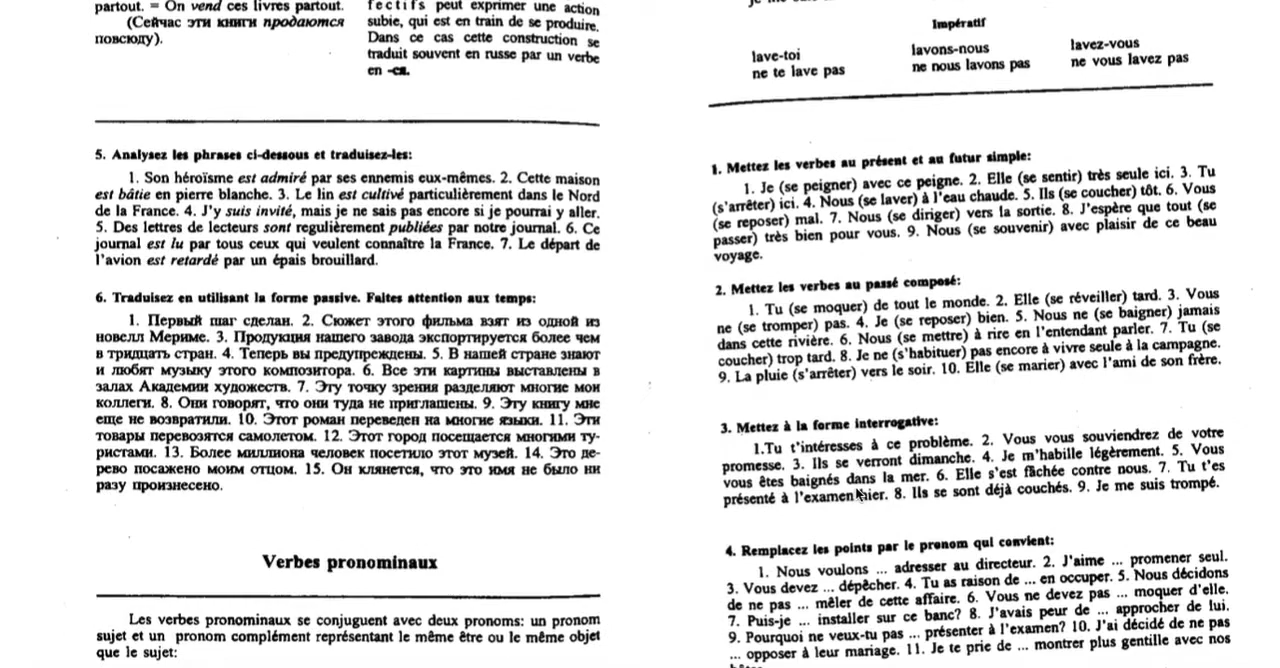 partout. = On vend ces livres partout.
(Сейчас эти книги продаются
повсюду).
fectifs peut exprimer une action
subie, qui est en train de se produire.
Dans ce cas cette construction se
traduit souvent en russe par un verbe
en -ся.
5. Analysez les phrases ci-dessous et traduisez-les:
1. Son héroïsme est admiré par ses ennemis eux-mêmes. 2. Cette maison
est bâtie en pierre blanche. 3. Le lin est cultivé particulièrement dans le Nord
de la France. 4. J'y suis invité, mais je ne sais pas encore si je pourrai y aller.
5. Des lettres de lecteurs sont regulièrement publiées par notre journal. 6. Ce
journal est lu par tous ceux qui veulent connaître la France. 7. Le départ de
l'avion est retardé par un épais brouillard.
6. Traduisez en utilisant la forme passive. Faites attention aux temps:
1. Первый шаг сделан. 2. Сюжет этого фильма взят из одной из
новелл Мериме. 3. Продукция нашего завода экспортируется более чем
в тридцать стран. 4. Теперь вы предупреждены. 5. В нашей стране знают
и любят музыку этого композитора. 6. Все эти картины выставлены в
залах Академии художеств. 7. Эту точку зрения разделяют многие мои
коллеги. 8. Они говорят, что они туда не приглашены. 9. Эту книгу мне
еще не возвратили. 10. Этот роман переведен на многие языки. 11. Эти
товары перевозятся самолетом. 12. Этот город посещается многими ту-
ристами. 13. Более миллиона человек посетило этот музей. 14. Это де-
рево посажено моим отцом. 15. Он клянется, что это имя не было ни
разу произнесено.
Verbes pronominaux
Les verbes pronominaux se conjuguent avec deux pronoms: un pronom
sujet et un pronom complément représentant le même être ou le même objet
que le sujet:
Impératif
lave-toi lavons-nous lavez-vous
ne te lave pas ne nous lavons pas ne vous lavez pas
1. Mettez les verbes au présent et au futur simple:
1. Je (se peigner) avec ce peigne. 2. Elle (se sentir) très seule ici. 3. Tu
(s'arrêter) ici. 4. Nous (se laver) à l'eau chaude. 5. Ils (se coucher) tôt. 6. Vous
(se reposer) mal. 7. Nous (se diriger) vers la sortie. 8. J'espère que tout (se
passer) très bien pour vous. 9. Nous (se souvenir) avec plaisir de ce beau
voyage.
2. Mettez les verbes au passé composé:
1. Tu (se moquer) de tout le monde. 2. Elle (se réveiller) tard. 3. Vous
ne (se tromper) pas. 4. Je (se reposer) bien. 5. Nous ne (se baigner) jamais
dans cette rivière. 6. Nous (se mettre) à rire en l'entendant parler. 7. Tu (se
coucher) trop tard. 8. Je ne (s'habituer) pas encore à vivre seule à la campagne.
9. La pluie (s'arrêter) vers le soir. 10. Elle (se marier) avec l'ami de son frère.
3. Mettez à la forme interrogative:
1.Tu t'intéresses à ce problème. 2. Vous vous souviendrez de votre
promesse. 3. Ils se verront dimanche. 4. Je m'habille légèrement. 5. Vous
vous êtes baignés dans la mer. 6. Elle s'est fâchée contre nous. 7. Tu t'es
présenté à l'examen hier. 8. Ils se sont déjà couchés. 9. Je me suis trompé.
4. Remplacez les points par le pronom qui convient:
1. Nous voulons ... adresser au directeur. 2. J'aime ... promener seul.
3. Vous devez ... dépêcher. 4. Tu as raison de ... en occuper. 5. Nous décidons
de ne pas ... mêler de cette affaire. 6. Vous ne devez pas ... moquer d'elle.
7. Puis-je ... installer sur ce banc? 8. J'avais peur de ... approcher de lui.
9. Pourquoi ne veux-tu pas ... présenter à l'examen? 10. J'ai décidé de ne pas
... opposer à leur mariage. 11. Je te prie de ... montrer plus gentille avec nos